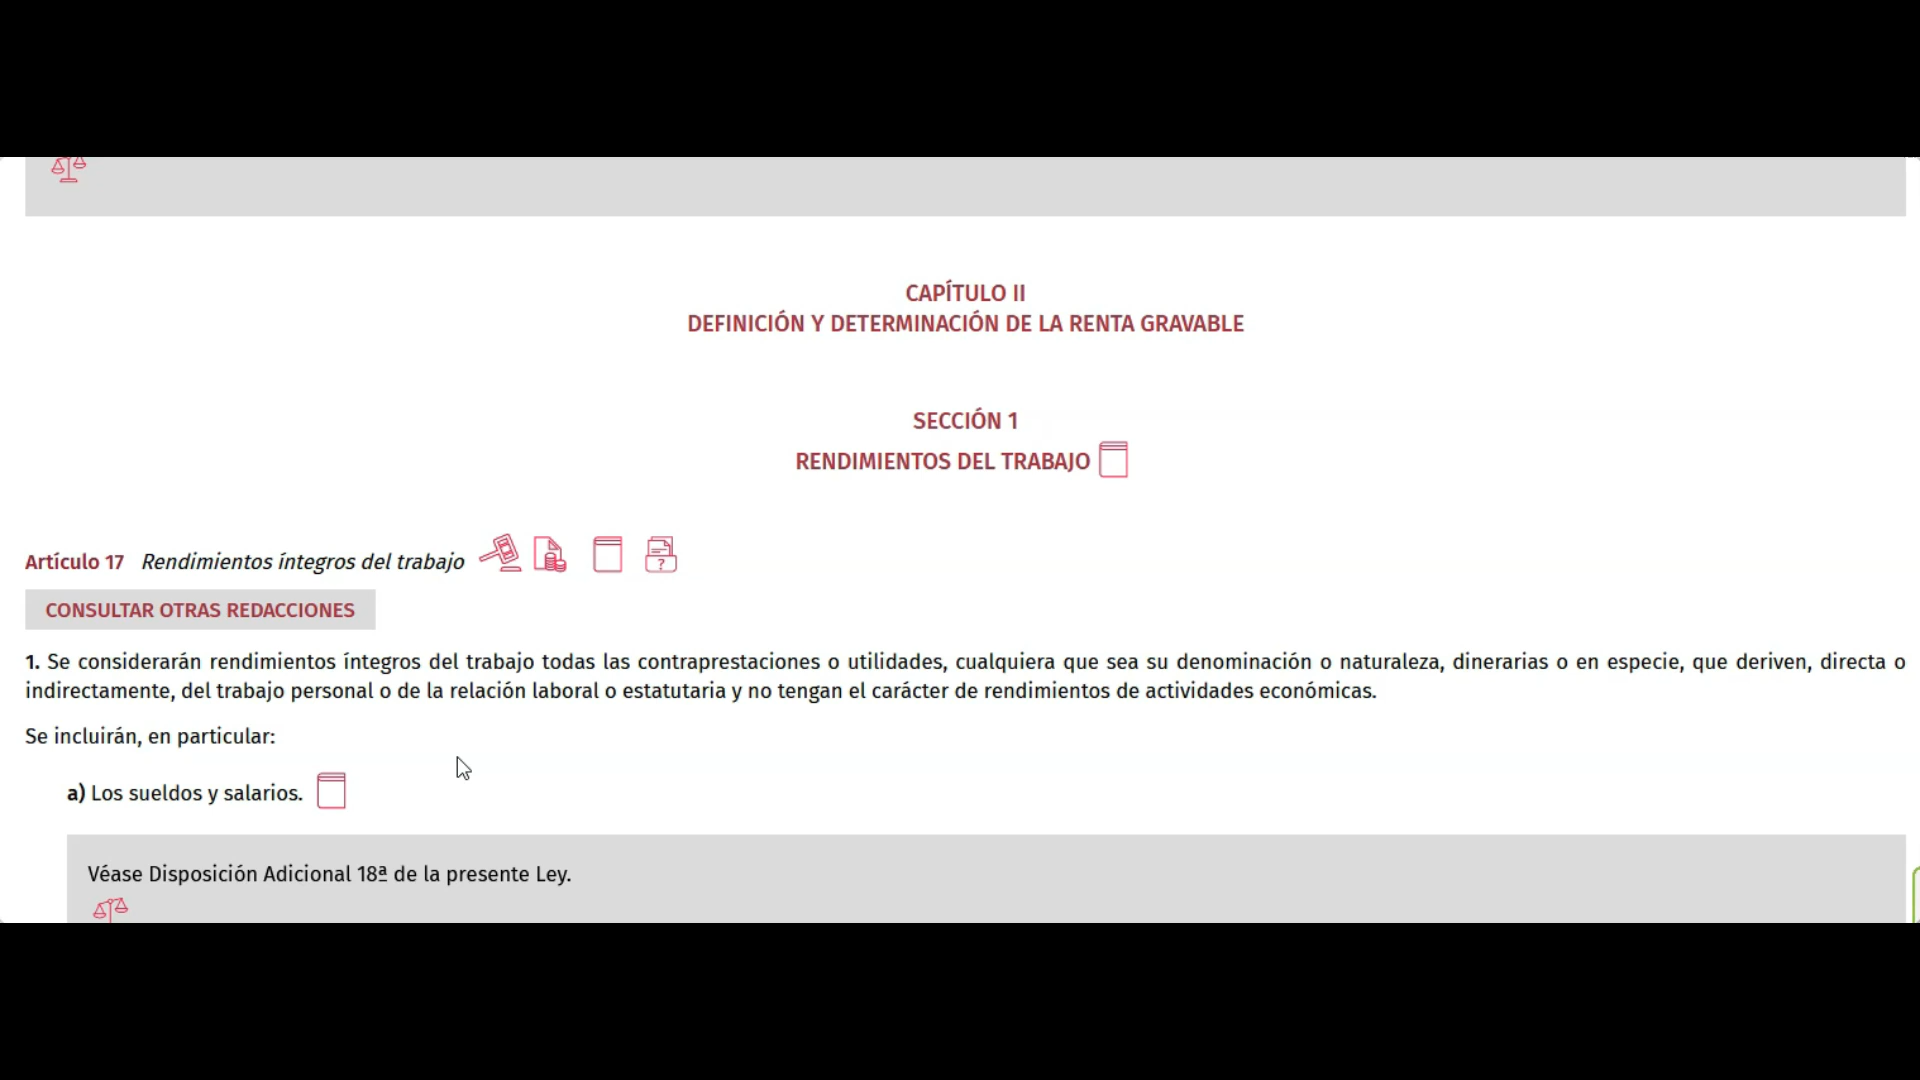 CAPÍTULO II
DEFINICIÓN Y DETERMINACIÓN DE LA RENTA GRAVABLE
SECCIÓN 1
RENDIMIENTOS DEL TRABAJO
Artículo 17 Rendimientos íntegros del trabajo
CONSULTAR OTRAS REDACCIONES
1. Se considerarán rendimientos íntegros del trabajo todas las contraprestaciones o utilidades, cualquiera que sea su denominación o naturaleza, dinerarias o en especie, que deriven, directa o
indirectamente, del trabajo personal o de la relación laboral o estatutaria y no tengan el carácter de rendimientos de actividades económicas.
Se incluirán, en particular:
a) Los sueldos y salarios.
Véase Disposición Adicional 18ª de la presente Ley.